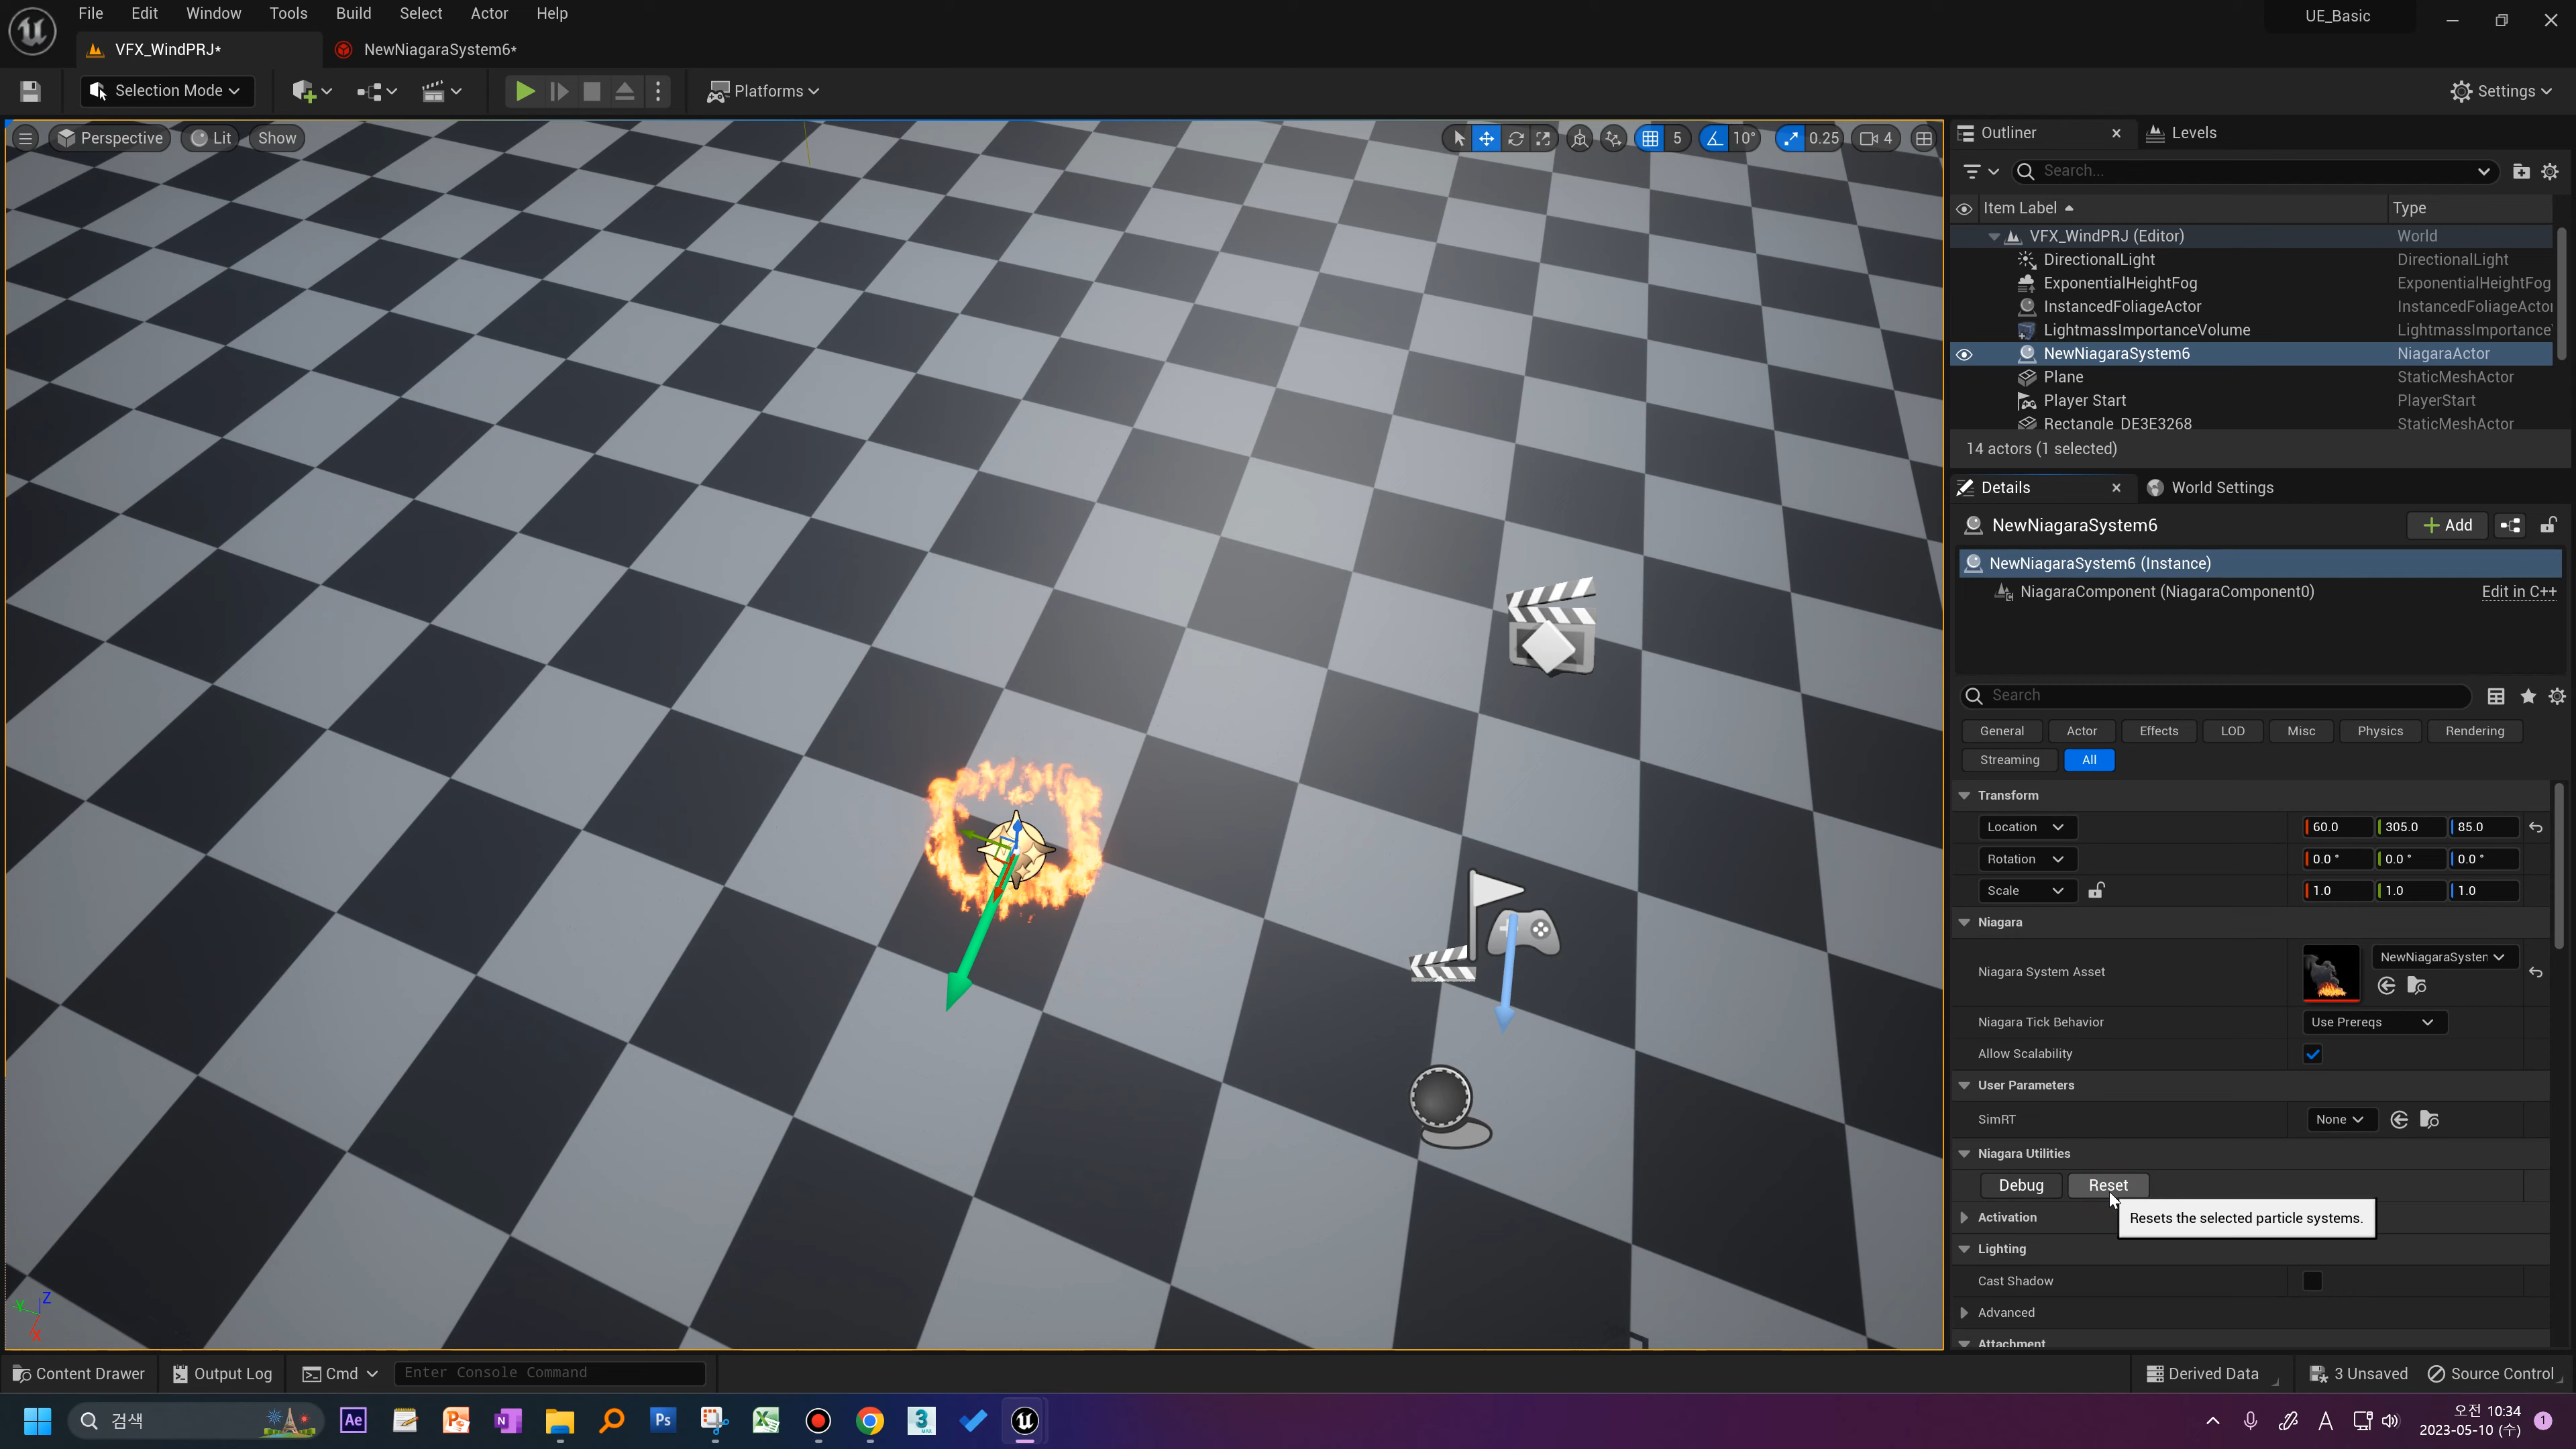 File Edit Window Tools Build Select Actor Help
UE_Basic
VFX_WindPRJ*
NewNiagaraSystem6*
Selection Mode
Platforms
Settings
Perspective
Lit
Show
5
10°
0.25
4
Outliner
Levels
Search...
Item Label
Type
VFX_WindPRJ (Editor) World
DirectionalLight DirectionalLight
ExponentialHeightFog ExponentialHeightFog
InstancedFoliageActor InstancedFoliageActor
LightmassImportanceVolume LightmassImportance
NewNiagaraSystem6 NiagaraActor
Plane StaticMeshActor
Player Start PlayerStart
Rectangle_DE3E3268 StaticMeshActor
14 actors (1 selected)
Details
World Settings
NewNiagaraSystem6
Add
NewNiagaraSystem6 (Instance)
NiagaraComponent (NiagaraComponent0) Edit in C++
Search
General Actor Effects LOD Misc Physics Rendering
Streaming All
Transform
Location 60.0 305.0 85.0
Rotation 0.0 ° 0.0 ° 0.0 °
Scale 1.0 1.0 1.0
Niagara
Niagara System Asset
NewNiagaraSystem
Niagara Tick Behavior Use Prereqs
Allow Scalability
User Parameters
SimRT None
Niagara Utilities
Debug Reset
Activation
Resets the selected particle systems.
Lighting
Cast Shadow
Advanced
Attachment
Y Z X
Content Drawer
Output Log
Cmd
Enter Console Command
Derived Data
3 Unsaved
Source Control
검색
Ae
Ps
3
MAX
A
오전 10:34
2023-05-10 (수)
1